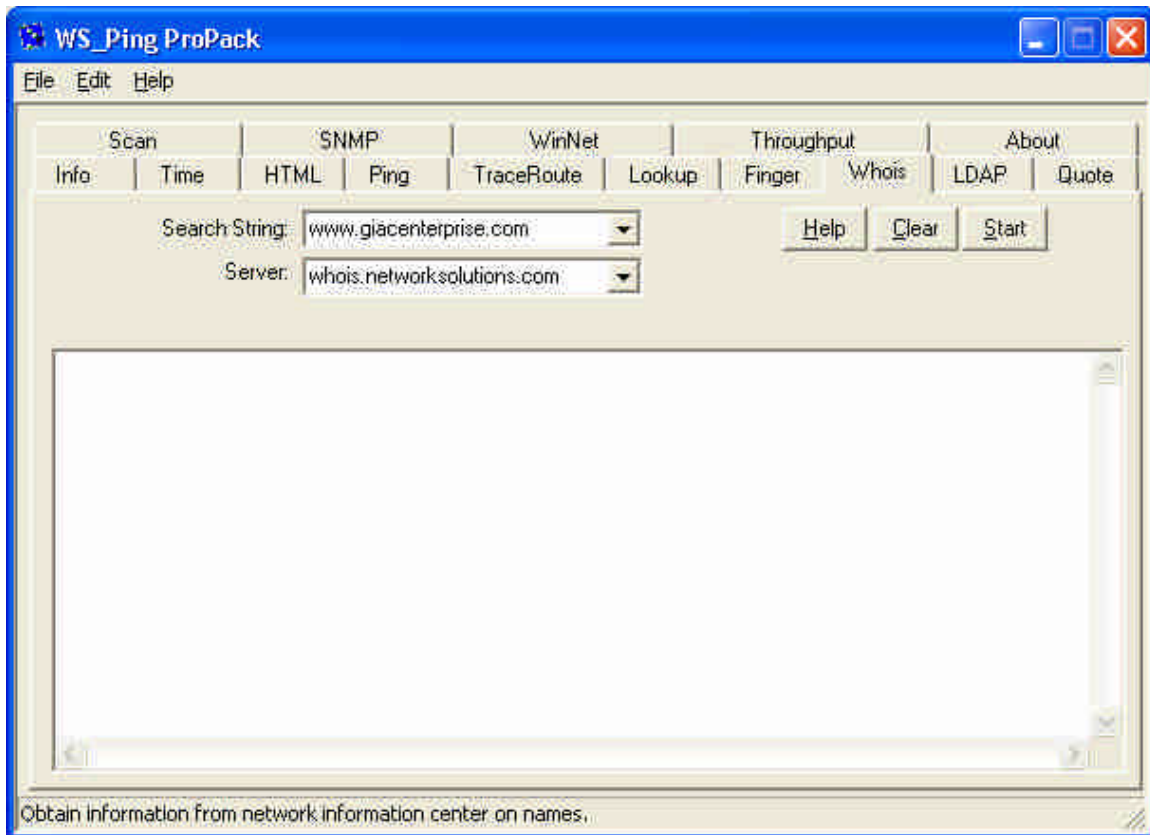 WS_Ping ProPack
File Edit Help
Scan SNMP WinNet Throughput About
Info Time HTML Ping TraceRoute Lookup Finger Whois LDAP Quote
Search String: www.giacenterprise.com Help Clear Start
Server: whois.networksolutions.com
Obtain information from network information center on names.